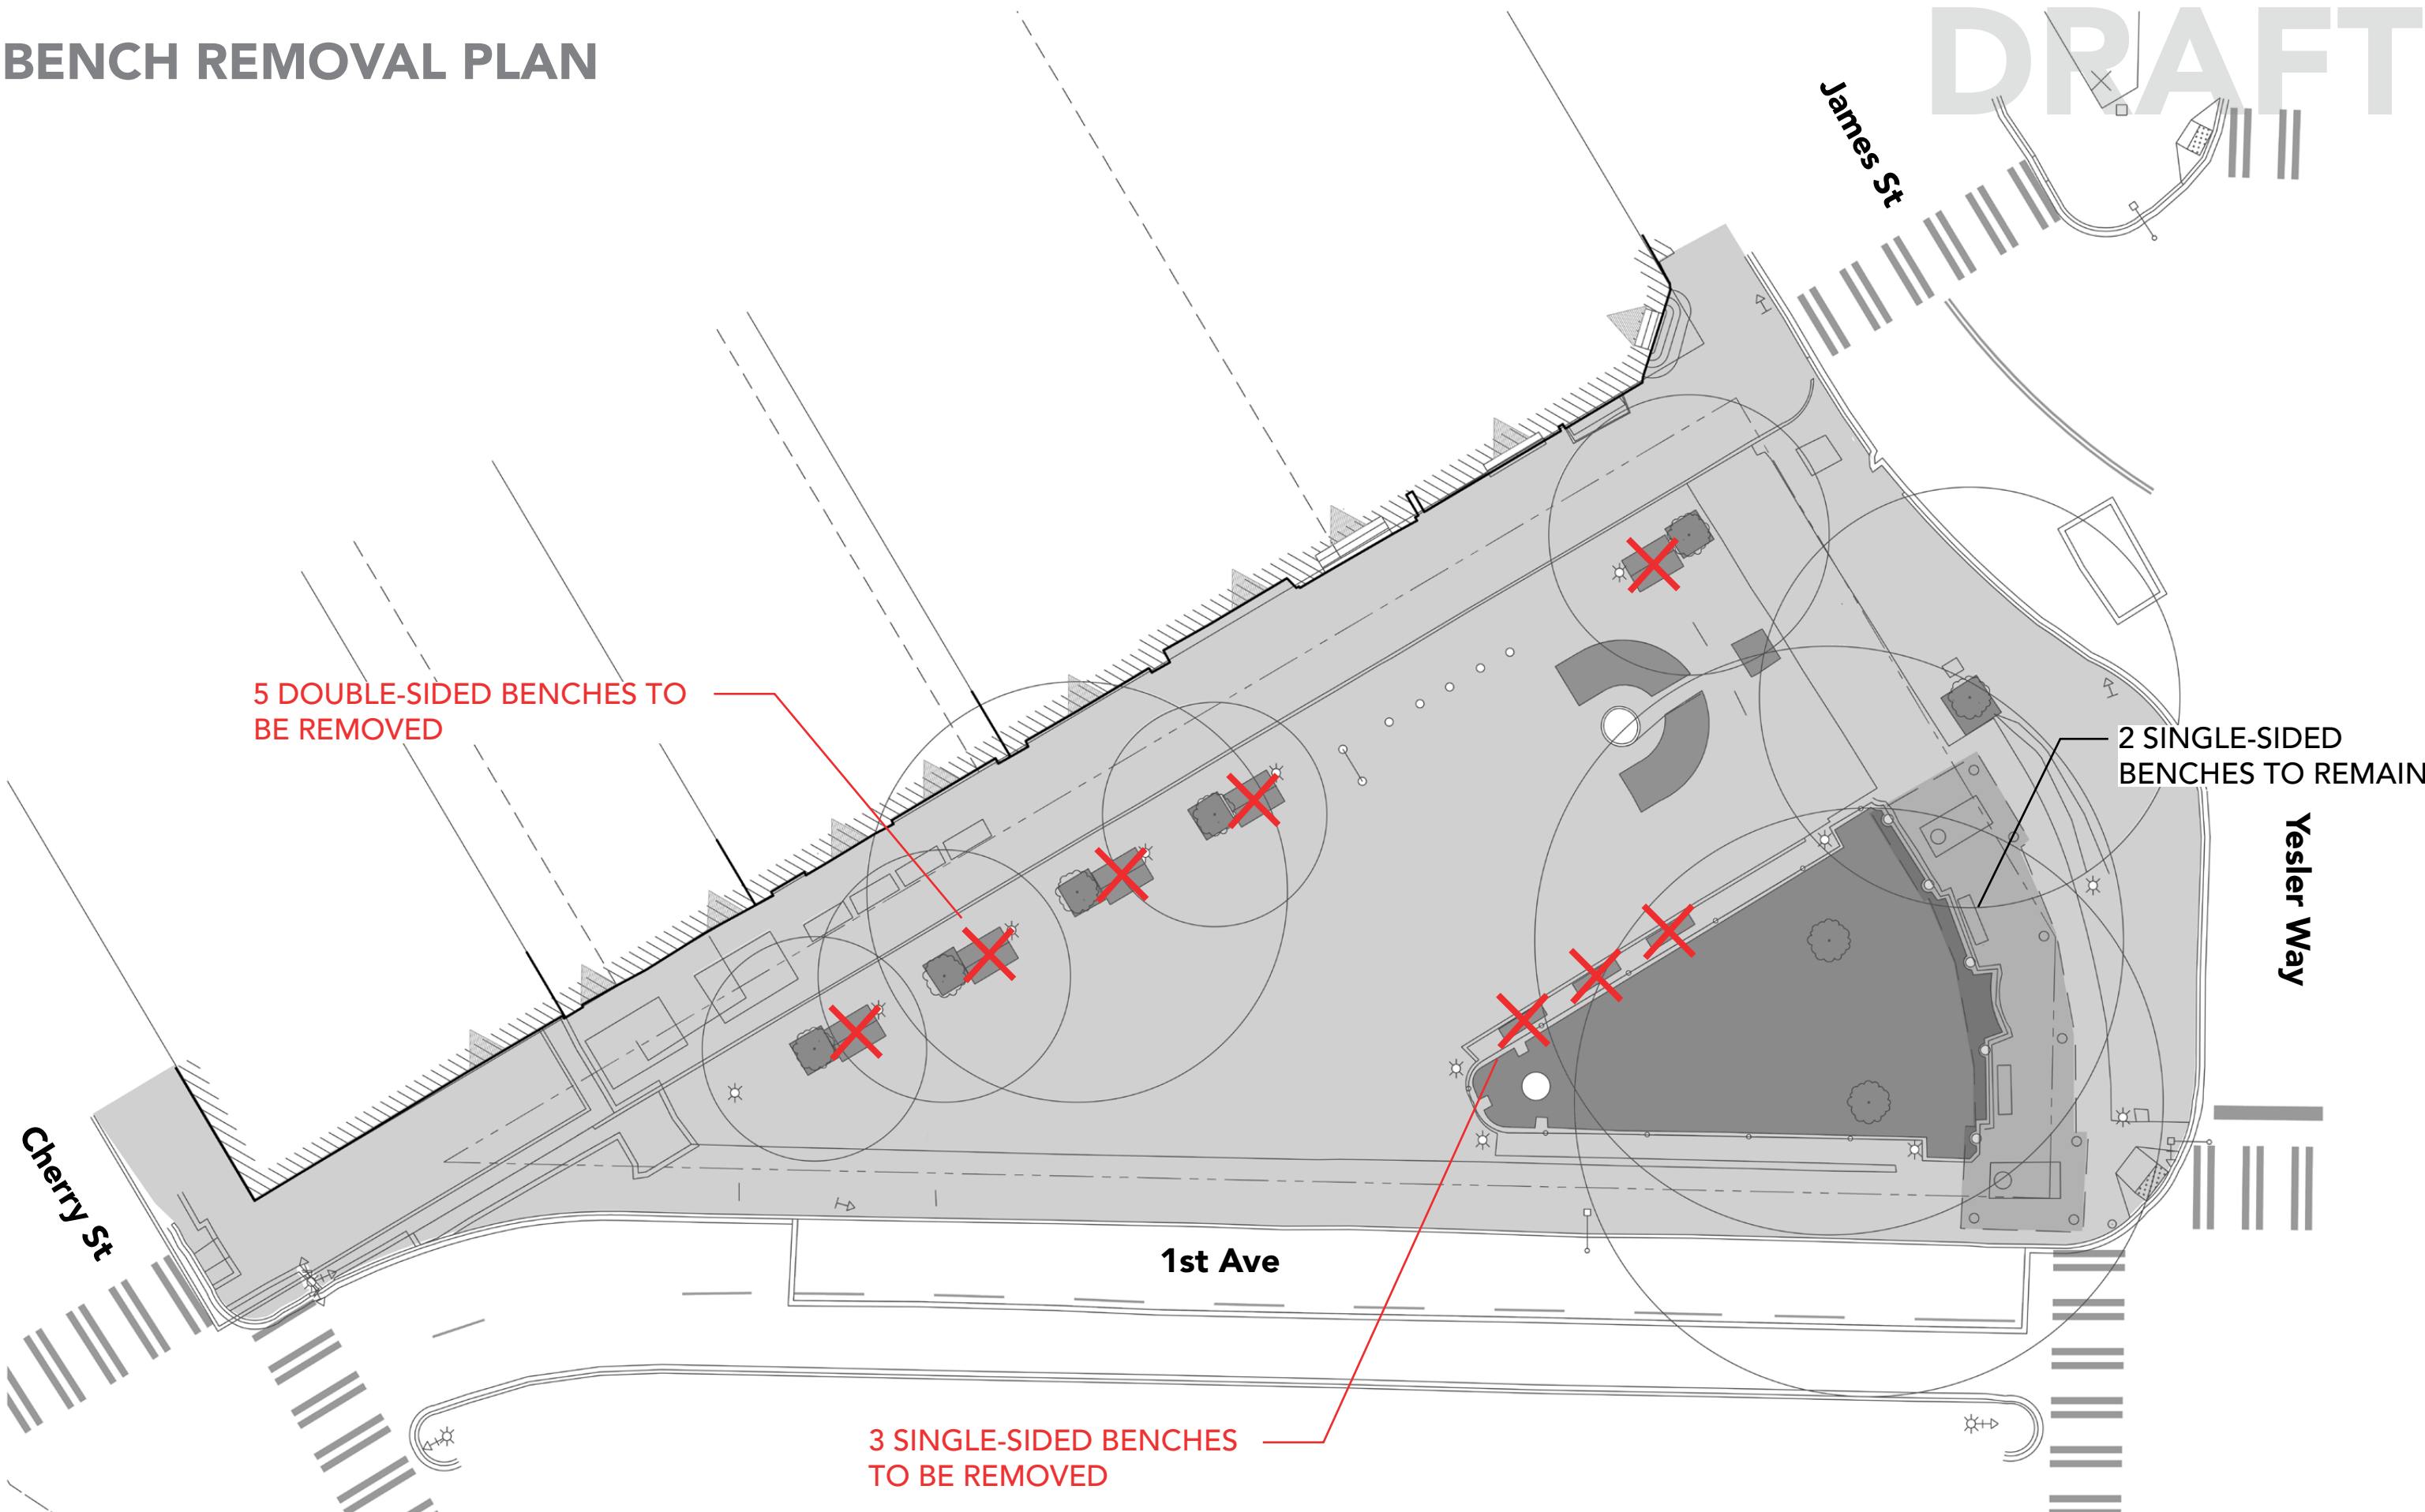 BENCH REMOVAL PLAN
DRAFT
James St
5 DOUBLE-SIDED BENCHES TO
BE REMOVED
2 SINGLE-SIDED
BENCHES TO REMAIN
Yesler Way
Cherry St
1st Ave
3 SINGLE-SIDED BENCHES
TO BE REMOVED